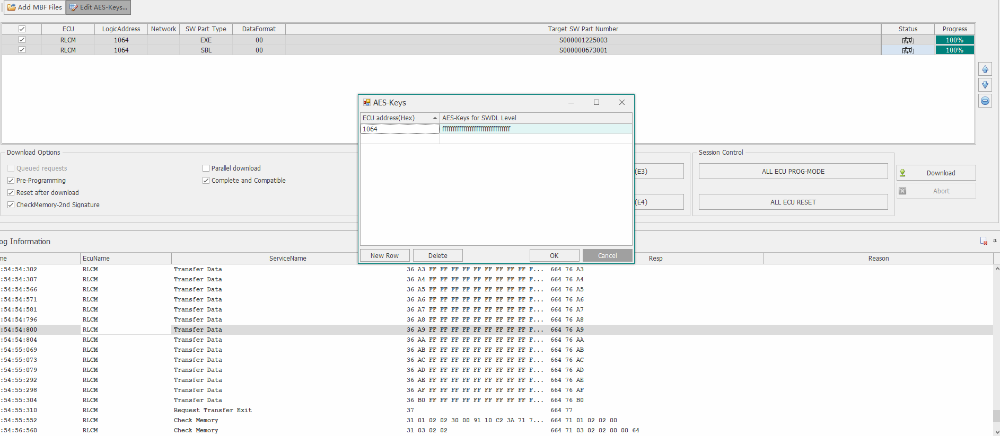 Add MBF Files Edit AES-Keys...
ECU LogicAddress Network SW Part Type DataFormat Target SW Part Number Status Progress
RLCM 1064 EXE 00 S000001225003 成功 100%
RLCM 1064 SBL 00 S000000673001 成功 100%
AES-Keys
ECU address(Hex) AES-Keys for SWDL Level
1064 ffffffffffffffffffffffffffffffff
New Row Delete OK Cancel
Download Options
Queued requests
Parallel download
Pre-Programming
Complete and Compatible
Reset after download
CheckMemory-2nd Signature
(E3)
(E4)
Session Control
ALL ECU PROG-MODE
ALL ECU RESET
Download
Abort
og Information
me EcuName ServiceName Resp Reason
:54:54:302 RLCM Transfer Data 36 A3 FF FF FF FF FF FF FF FF FF F... 664 76 A3
:54:54:307 RLCM Transfer Data 36 A4 FF FF FF FF FF FF FF FF FF F... 664 76 A4
:54:54:566 RLCM Transfer Data 36 A5 FF FF FF FF FF FF FF FF FF F... 664 76 A5
:54:54:571 RLCM Transfer Data 36 A6 FF FF FF FF FF FF FF FF FF F... 664 76 A6
:54:54:581 RLCM Transfer Data 36 A7 FF FF FF FF FF FF FF FF FF F... 664 76 A7
:54:54:796 RLCM Transfer Data 36 A8 FF FF FF FF FF FF FF FF FF F... 664 76 A8
:54:54:800 RLCM Transfer Data 36 A9 FF FF FF FF FF FF FF FF FF F... 664 76 A9
:54:54:804 RLCM Transfer Data 36 AA FF FF FF FF FF FF FF FF FF F... 664 76 AA
:54:55:069 RLCM Transfer Data 36 AB FF FF FF FF FF FF FF FF FF F... 664 76 AB
:54:55:073 RLCM Transfer Data 36 AC FF FF FF FF FF FF FF FF FF F... 664 76 AC
:54:55:079 RLCM Transfer Data 36 AD FF FF FF FF FF FF FF FF FF F... 664 76 AD
:54:55:292 RLCM Transfer Data 36 AE FF FF FF FF FF FF FF FF FF F... 664 76 AE
:54:55:298 RLCM Transfer Data 36 AF FF FF FF FF FF FF FF FF FF F... 664 76 AF
:54:55:304 RLCM Transfer Data 36 B0 FF FF FF FF FF FF FF FF FF F... 664 76 B0
:54:55:310 RLCM Request Transfer Exit 37 664 77
:54:55:552 RLCM Check Memory 31 01 02 02 30 00 91 10 C2 3A 71 7... 664 71 01 02 02 00
:54:56:560 RLCM Check Memory 31 03 02 02 664 71 03 02 02 00 00 64